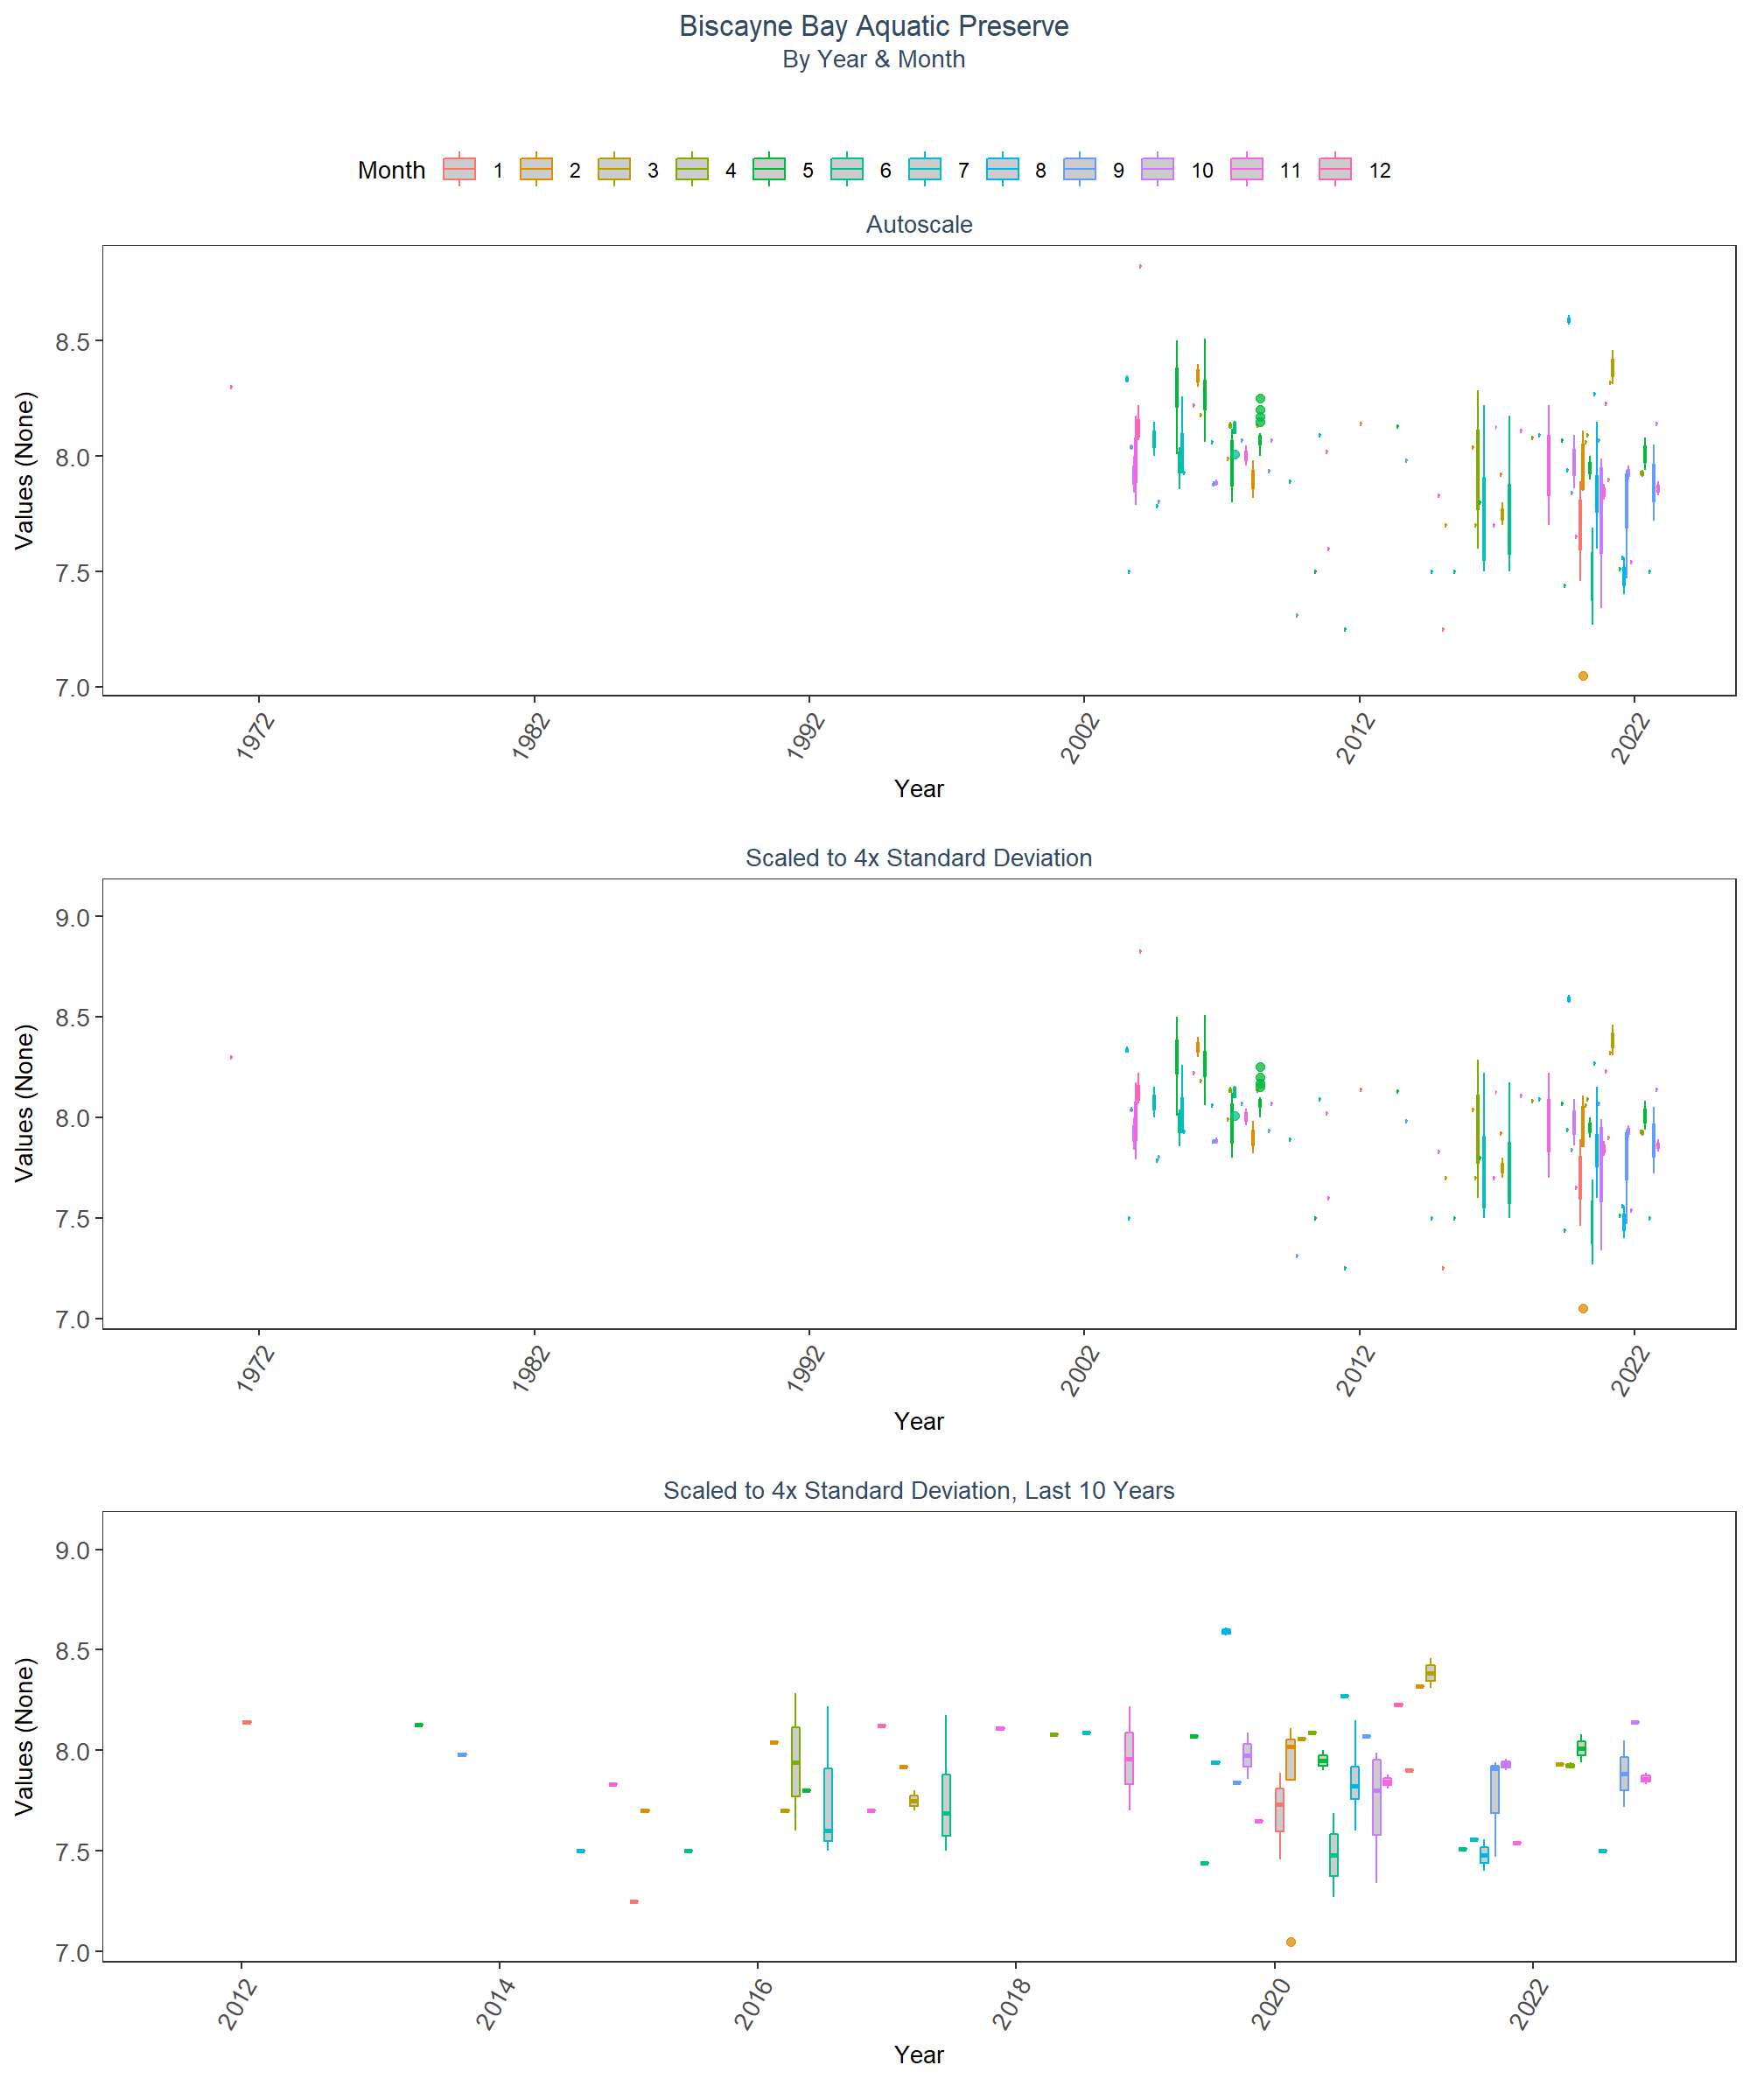 Biscayne Bay Aquatic Preserve
By Year & Month
Month 1 2 3 4 5 6 7 8 9 10 11 12
Autoscale
Values (None)
8.5
8.0
7.5
7.0
1972 1982 1992 2002 2012 2022
Year
Scaled to 4x Standard Deviation
Values (None)
9.0
8.5
8.0
7.5
7.0
1972 1982 1992 2002 2012 2022
Year
Scaled to 4x Standard Deviation, Last 10 Years
Values (None)
9.0
8.5
8.0
7.5
7.0
2012 2014 2016 2018 2020 2022
Year